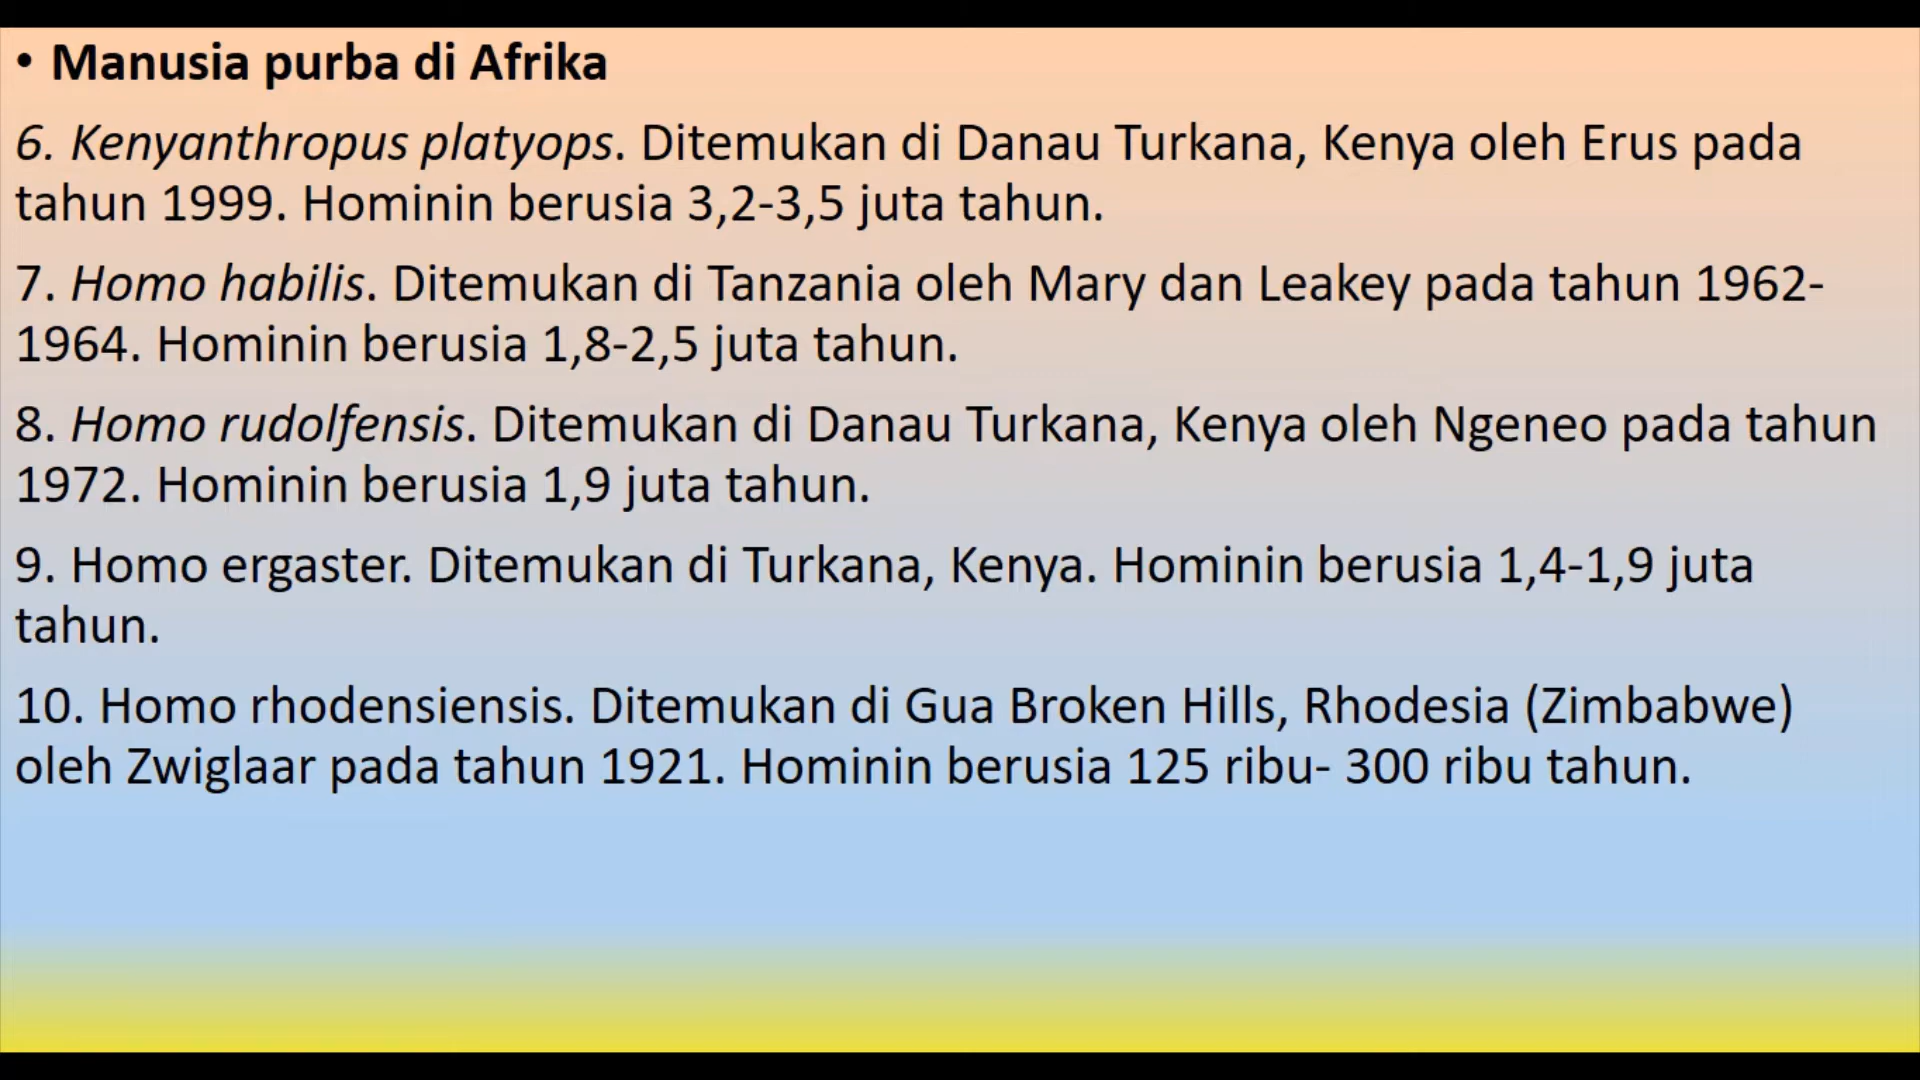 • Manusia purba di Afrika
6. Kenyanthropus platyops. Ditemukan di Danau Turkana, Kenya oleh Erus pada
tahun 1999. Hominin berusia 3,2-3,5 juta tahun.
7. Homo habilis. Ditemukan di Tanzania oleh Mary dan Leakey pada tahun 1962-
1964. Hominin berusia 1,8-2,5 juta tahun.
8. Homo rudolfensis. Ditemukan di Danau Turkana, Kenya oleh Ngeneo pada tahun
1972. Hominin berusia 1,9 juta tahun.
9. Homo ergaster. Ditemukan di Turkana, Kenya. Hominin berusia 1,4-1,9 juta
tahun.
10. Homo rhodensiensis. Ditemukan di Gua Broken Hills, Rhodesia (Zimbabwe)
oleh Zwiglaar pada tahun 1921. Hominin berusia 125 ribu- 300 ribu tahun.